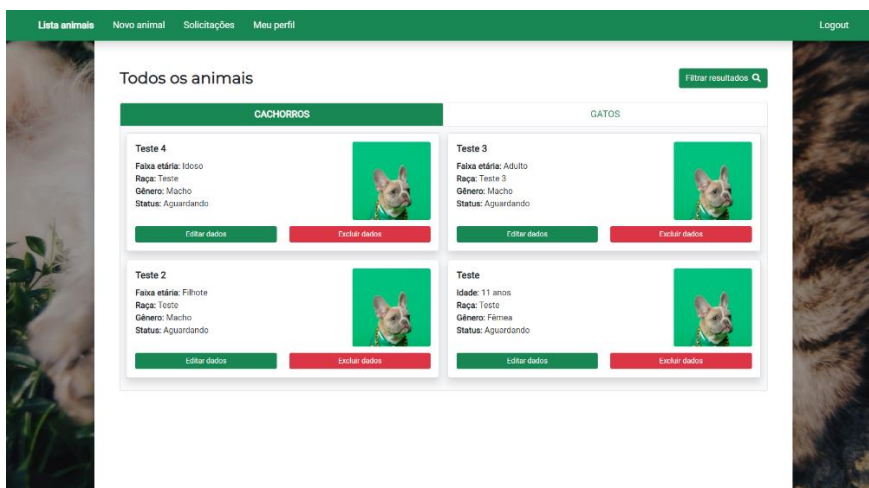 Lista animais Novo animal Solicitações Meu perfil Logout
Todos os animais
Filtrar resultados
CACHORROS GATOS
Teste 4
Faixa etária: Idoso
Raça: Teste
Gênero: Macho
Status: Aguardando
Editar dados Excluir dados
Teste 3
Faixa etária: Adulto
Raça: Teste 3
Gênero: Macho
Status: Aguardando
Editar dados Excluir dados
Teste 2
Faixa etária: Filhote
Raça: Teste
Gênero: Macho
Status: Aguardando
Editar dados Excluir dados
Teste
Idade: 11 anos
Raça: Teste
Gênero: Fêmea
Status: Aguardando
Editar dados Excluir dados